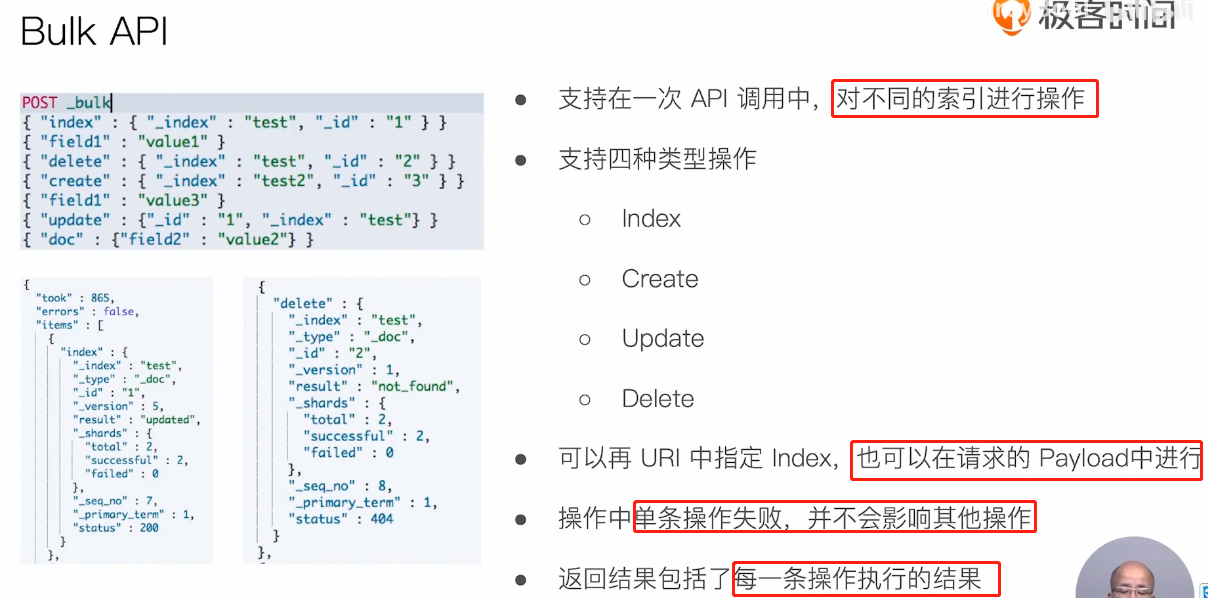 Bulk API
极客时间
POST _bulk
{ "index" : { "_index" : "test", "_id" : "1" } }
{ "field1" : "value1" }
{ "delete" : { "_index" : "test", "_id" : "2" } }
{ "create" : { "_index" : "test2", "_id" : "3" } }
{ "field1" : "value3" }
{ "update" : {"_id" : "1", "_index" : "test"} }
{ "doc" : {"field2" : "value2"} }
{
"took" : 865,
"errors" : false,
"items" : [
{
"index" : {
"_index" : "test",
"_type" : "_doc",
"_id" : "1",
"_version" : 5,
"result" : "updated",
"_shards" : {
"total" : 2,
"successful" : 2,
"failed" : 0
},
"_seq_no" : 7,
"_primary_term" : 1,
"status" : 200
}
},
{
"delete" : {
"_index" : "test",
"_type" : "_doc",
"_id" : "2",
"_version" : 1,
"result" : "not_found",
"_shards" : {
"total" : 2,
"successful" : 2,
"failed" : 0
},
"_seq_no" : 8,
"_primary_term" : 1,
"status" : 404
}
},
支持在一次 API 调用中，对不同的索引进行操作
支持四种类型操作
Index
Create
Update
Delete
可以再 URI 中指定 Index，也可以在请求的 Payload中进行
操作中单条操作失败，并不会影响其他操作
返回结果包括了每一条操作执行的结果